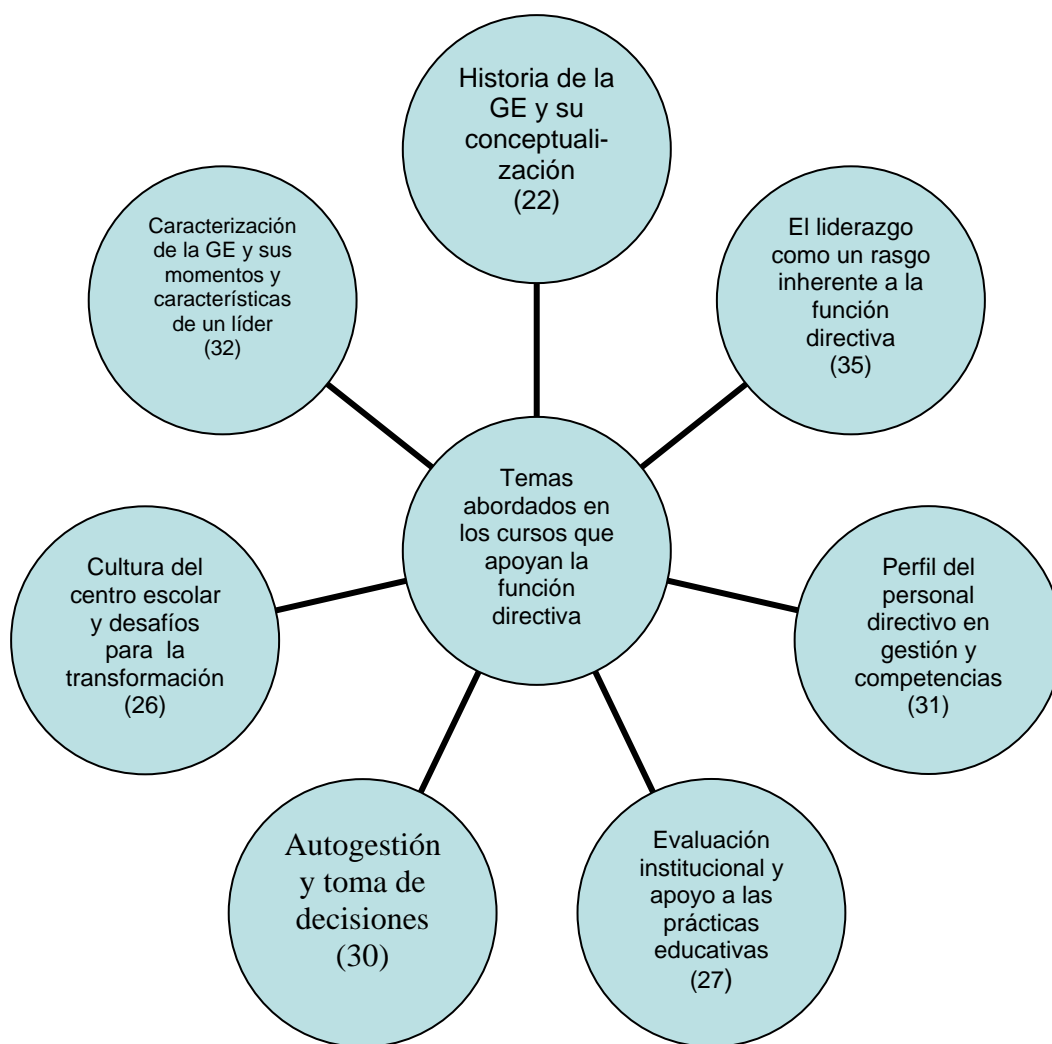 Historia de la
GE y su
conceptuali-
zación
(22)
El liderazgo
como un rasgo
inherente a la
función
directiva
(35)
Perfil del
personal
directivo en
gestión y
competencias
(31)
Evaluación
institucional y
apoyo a las
prácticas
educativas
(27)
Autogestión
y toma de
decisiones
(30)
Cultura del
centro escolar
y desafíos
para la
transformación
(26)
Caracterización
de la GE y sus
momentos y
características
de un líder
(32)
Temas
abordados en
los cursos que
apoyan la
función
directiva